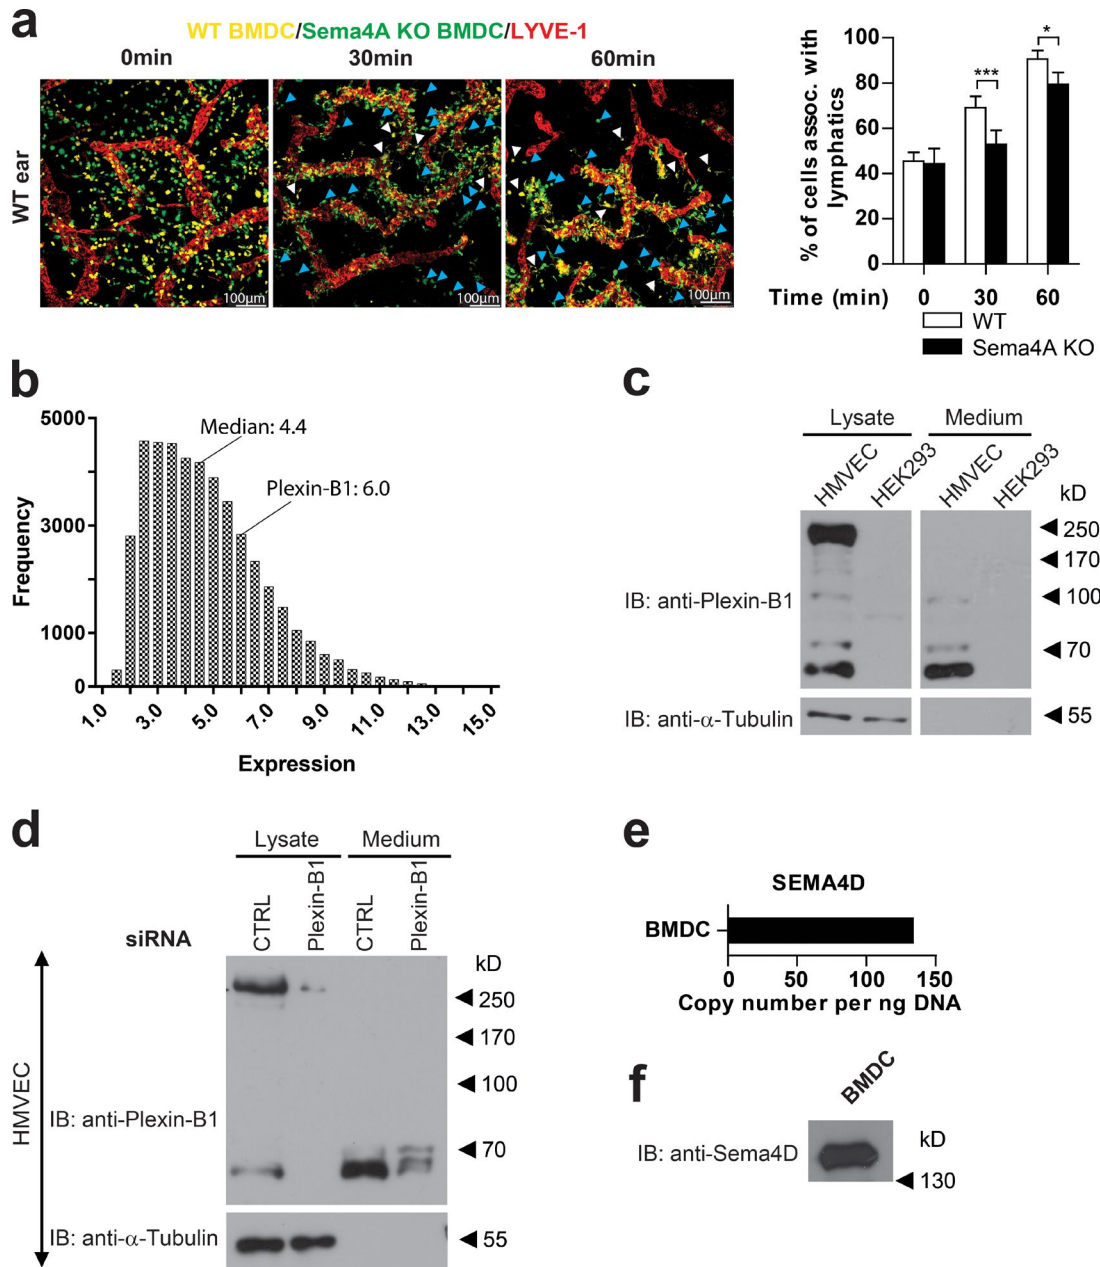 a
WT BMDC/Sema4A KO BMDC/LYVE-1
0min
30min
60min
WT ear
100µm
100µm
100µm
% of cells assoc. with
lymphatics
100
80
60
40
20
0
***
*
Time (min)
0
30
60
WT
Sema4A KO
b
Frequency
5000
3000
1000
0
Median: 4.4
Plexin-B1: 6.0
1.0
3.0
5.0
7.0
9.0
11.0
13.0
15.0
Expression
c
Lysate
Medium
HMVEC
HEK293
HMVEC
HEK293
kD
250
170
100
70
IB: anti-Plexin-B1
IB: anti-α-Tubulin
55
d
Lysate
Medium
siRNA
CTRL
Plexin-B1
CTRL
Plexin-B1
kD
250
170
100
70
HMVEC
IB: anti-Plexin-B1
IB: anti-α-Tubulin
55
e
SEMA4D
BMDC
0
50
100
150
Copy number per ng DNA
f
BMDC
IB: anti-Sema4D
kD
130